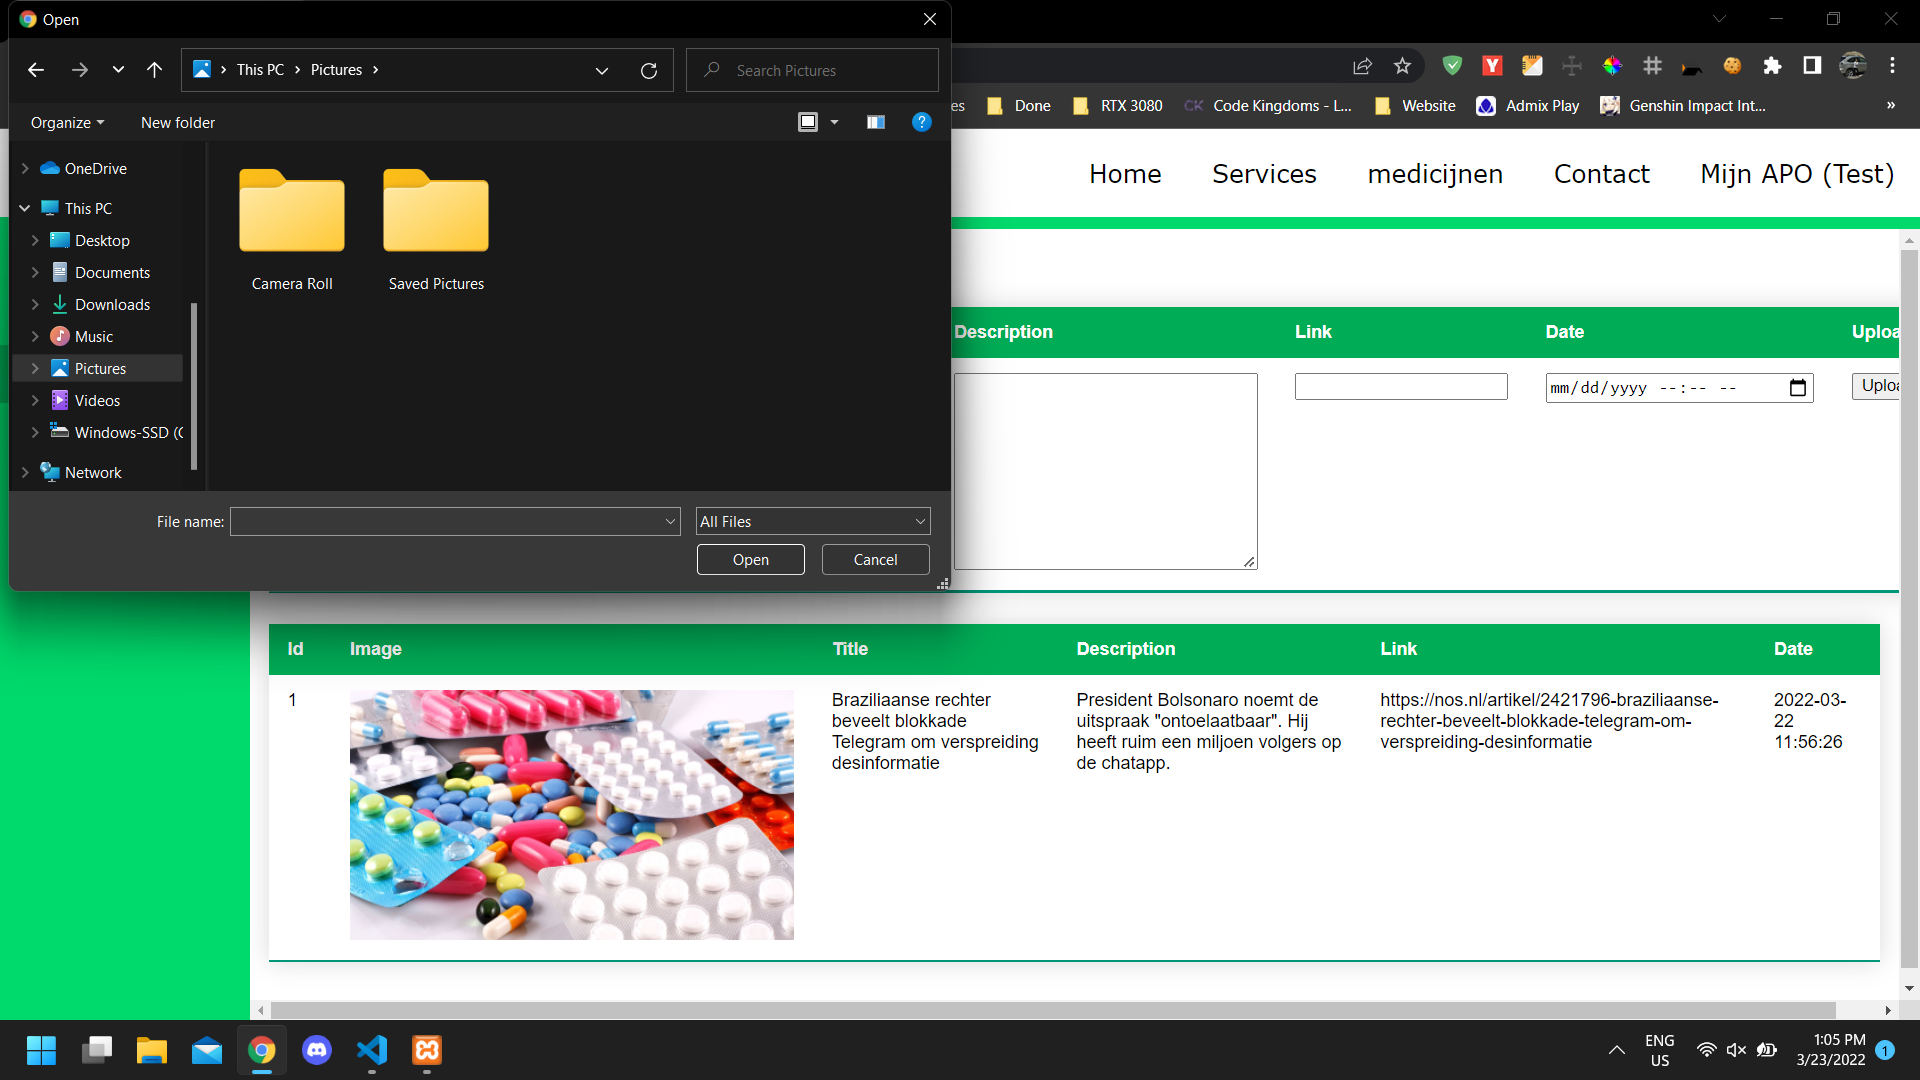 Open
This PC > Pictures >
Search Pictures
Organize
New folder
OneDrive
This PC
Desktop
Documents
Downloads
Music
Pictures
Videos
Windows-SSD (C
Network
Camera Roll
Saved Pictures
File name:
All Files
Open
Cancel
es
Done
RTX 3080
CK
Code Kingdoms - L...
Website
Admix Play
Genshin Impact Int...
»
Home
Services
medicijnen
Contact
Mijn APO (Test)
Description
Link
Date
Uploa
mm/dd/yyyy --:-- --
Uploa
Id
Image
Title
Description
Link
Date
1
Braziliaanse rechter
beveelt blokkade
Telegram om verspreiding
desinformatie
President Bolsonaro noemt de
uitspraak "ontoelaatbaar". Hij
heeft ruim een miljoen volgers op
de chatapp.
https://nos.nl/artikel/2421796-braziliaanse-
rechter-beveelt-blokkade-telegram-om-
verspreiding-desinformatie
2022-03-
22
11:56:26
ENG
US
1:05 PM
3/23/2022
1